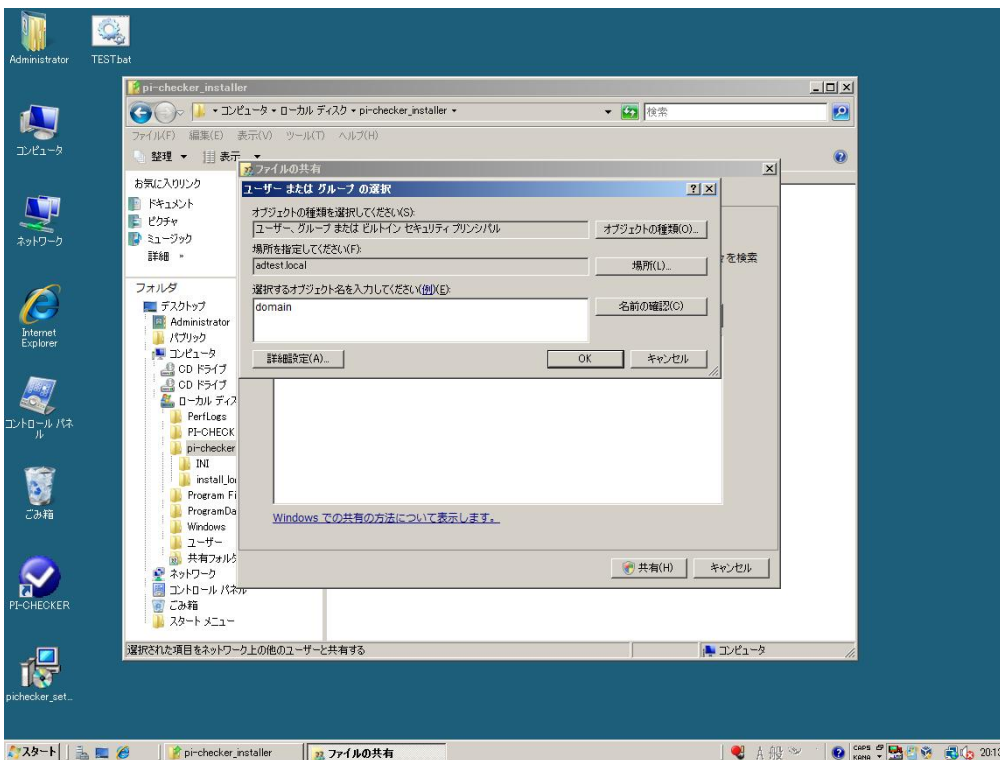 Administrator
TESTbat
コンピュータ
ネットワーク
Internet
Explorer
コントロール パネ
ル
ごみ箱
PI-CHECKER
pichecker_set...
pi-checker_installer
コンピュータ ローカル ディスク pi-checker_installer
検索
ファイル(F) 編集(E) 表示(V) ツール(T) ヘルプ(H)
整理 表示
お気に入りリンク
ドキュメント
ピクチャ
ミュージック
詳細 »
フォルダ
デスクトップ
Administrator
パブリック
コンピュータ
CD ドライブ
CD ドライブ
ローカル ディス
PerfLogs
PI-CHECK
pi-checker
INI
install_lo
Program Fi
ProgramDa
Windows
ユーザー
共有フォル
ネットワーク
コントロール パネル
ごみ箱
スタート メニュー
ファイルの共有
ユーザー または グループ の選択
オブジェクトの種類を選択してください(S):
ユーザー、グループ または ビルトイン セキュリティ プリンシパル
オブジェクトの種類(O)...
場所を指定してください(F):
adtest.local
場所(L)...
選択するオブジェクト名を入力してください(例)(E):
domain
名前の確認(C)
詳細設定(A)...
OK
キャンセル
を検索
Windows での共有の方法について表示します。
共有(H)
キャンセル
選択された項目をネットワーク上の他のユーザーと共有する
コンピュータ
スタート
pi-checker_installer
ファイルの共有
A 般
CAPS
KANA
20:13